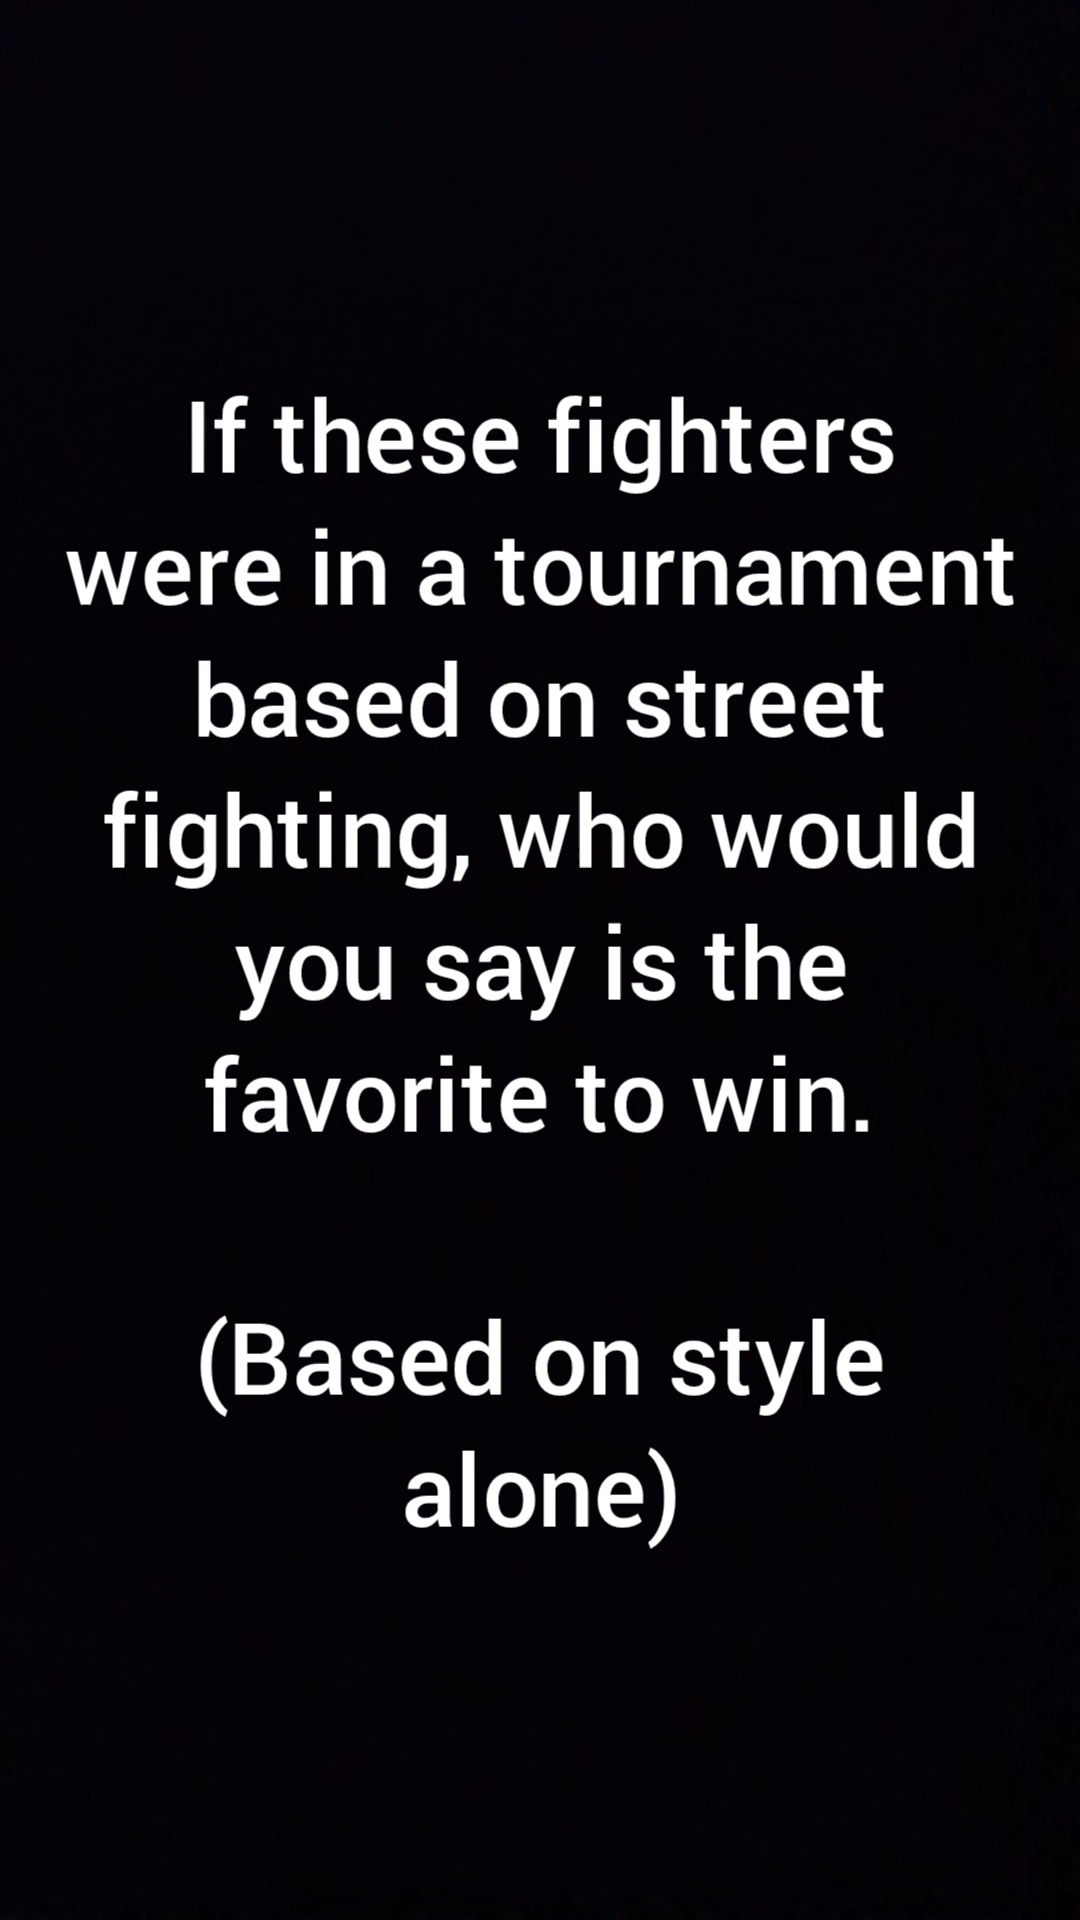 If these fighters
were in a tournament
based on street
fighting, who would
you say is the
favorite to win.
(Based on style
alone)